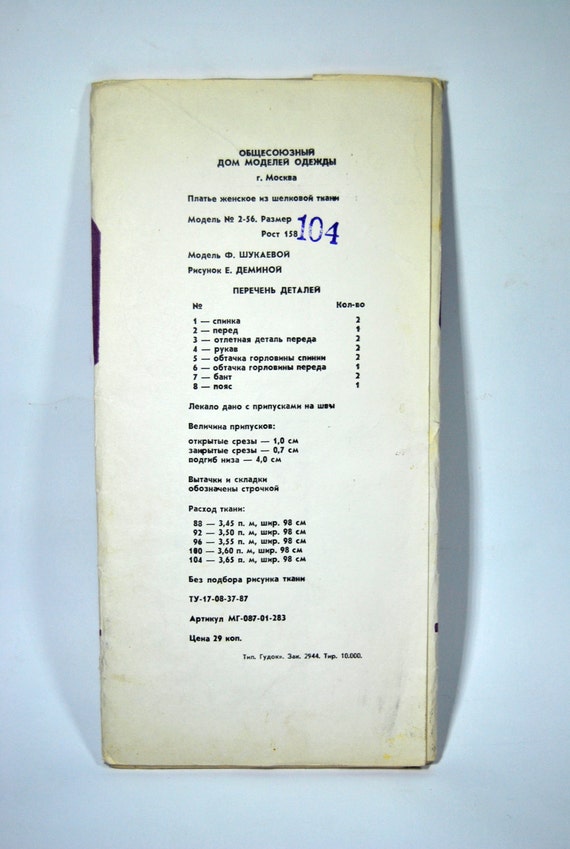 ОБЩЕСОЮЗНЫЙ
ДОМ МОДЕЛЕЙ ОДЕЖДЫ
г. Москва
Платье женское из шелковой ткани
Модель № 2-56. Размер 104
Рост 158
Модель Ф. ШУКАЕВОЙ
Рисунок Е. ДЕМИНОЙ
ПЕРЕЧЕНЬ ДЕТАЛЕЙ
№ Кол-во
1 — спинка 2
2 — перед 1
3 — отлетная деталь переда 2
4 — рукав 2
5 — обтачка горловины спинки 2
6 — обтачка горловины переда 1
7 — бант 2
8 — пояс 1
Лекало дано с припусками на швы
Величина припусков:
открытые срезы — 1,0 см
закрытые срезы — 0,7 см
подгиб низа — 4,0 см
Вытачки и складки
обозначены строчкой
Расход ткани:
88 — 3,45 п. м, шир. 98 см
92 — 3,50 п. м, шир. 98 см
96 — 3,55 п. м, шир. 98 см
100 — 3,60 п. м, шир. 98 см
104 — 3,65 п. м, шир. 98 см
Без подбора рисунка ткани
ТУ-17-08-37-87
Артикул МГ-087-01-283
Цена 29 коп.
Тип. Гудок». Зак. 2944. Тир. 10.000.